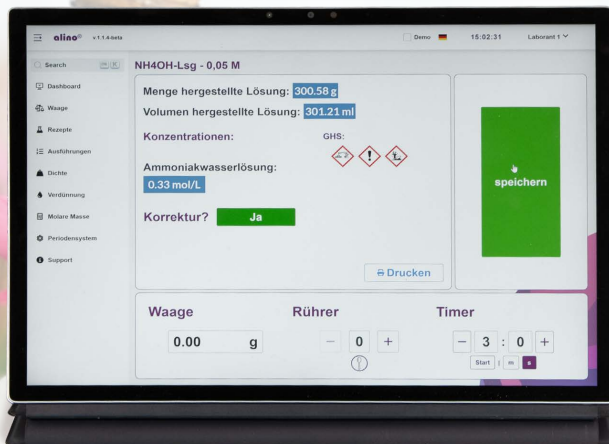 alino® v.1.1.4-beta
Demo
15:02:31
Laborant 1
Search
Dashboard
Waage
Rezepte
Ausführungen
Dichte
Verdünnung
Molare Masse
Periodensystem
Support
NH4OH-Lsg - 0,05 M
Menge hergestellte Lösung: 300.58 g
Volumen hergestellte Lösung: 301.21 ml
Konzentrationen:
GHS:
Ammoniakwasserlösung:
0.33 mol/L
Korrektur? Ja
Drucken
speichern
Waage
0.00 g
Rührer
− 0 +
Timer
− 3 : 0 +
Start